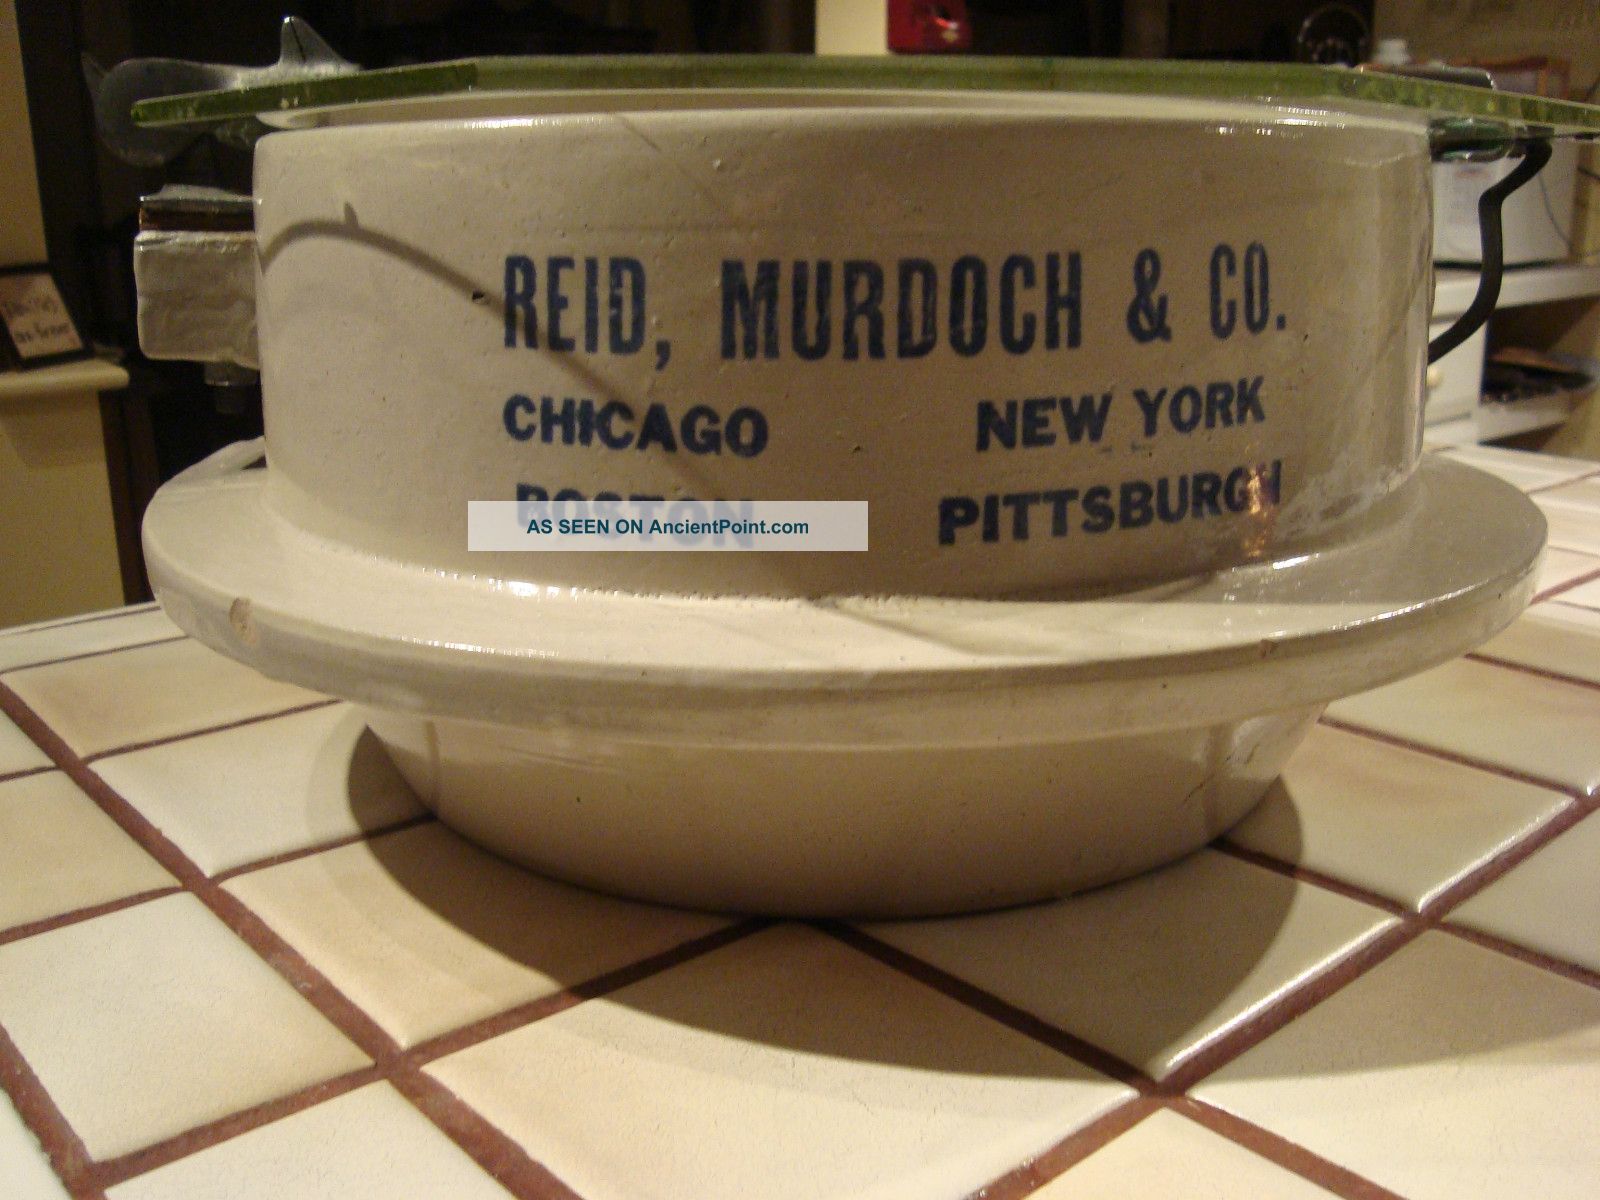 REID, MURDOCH & CO.
CHICAGO NEW YORK
BOSTON PITTSBURGH
AS SEEN ON AncientPoint.com